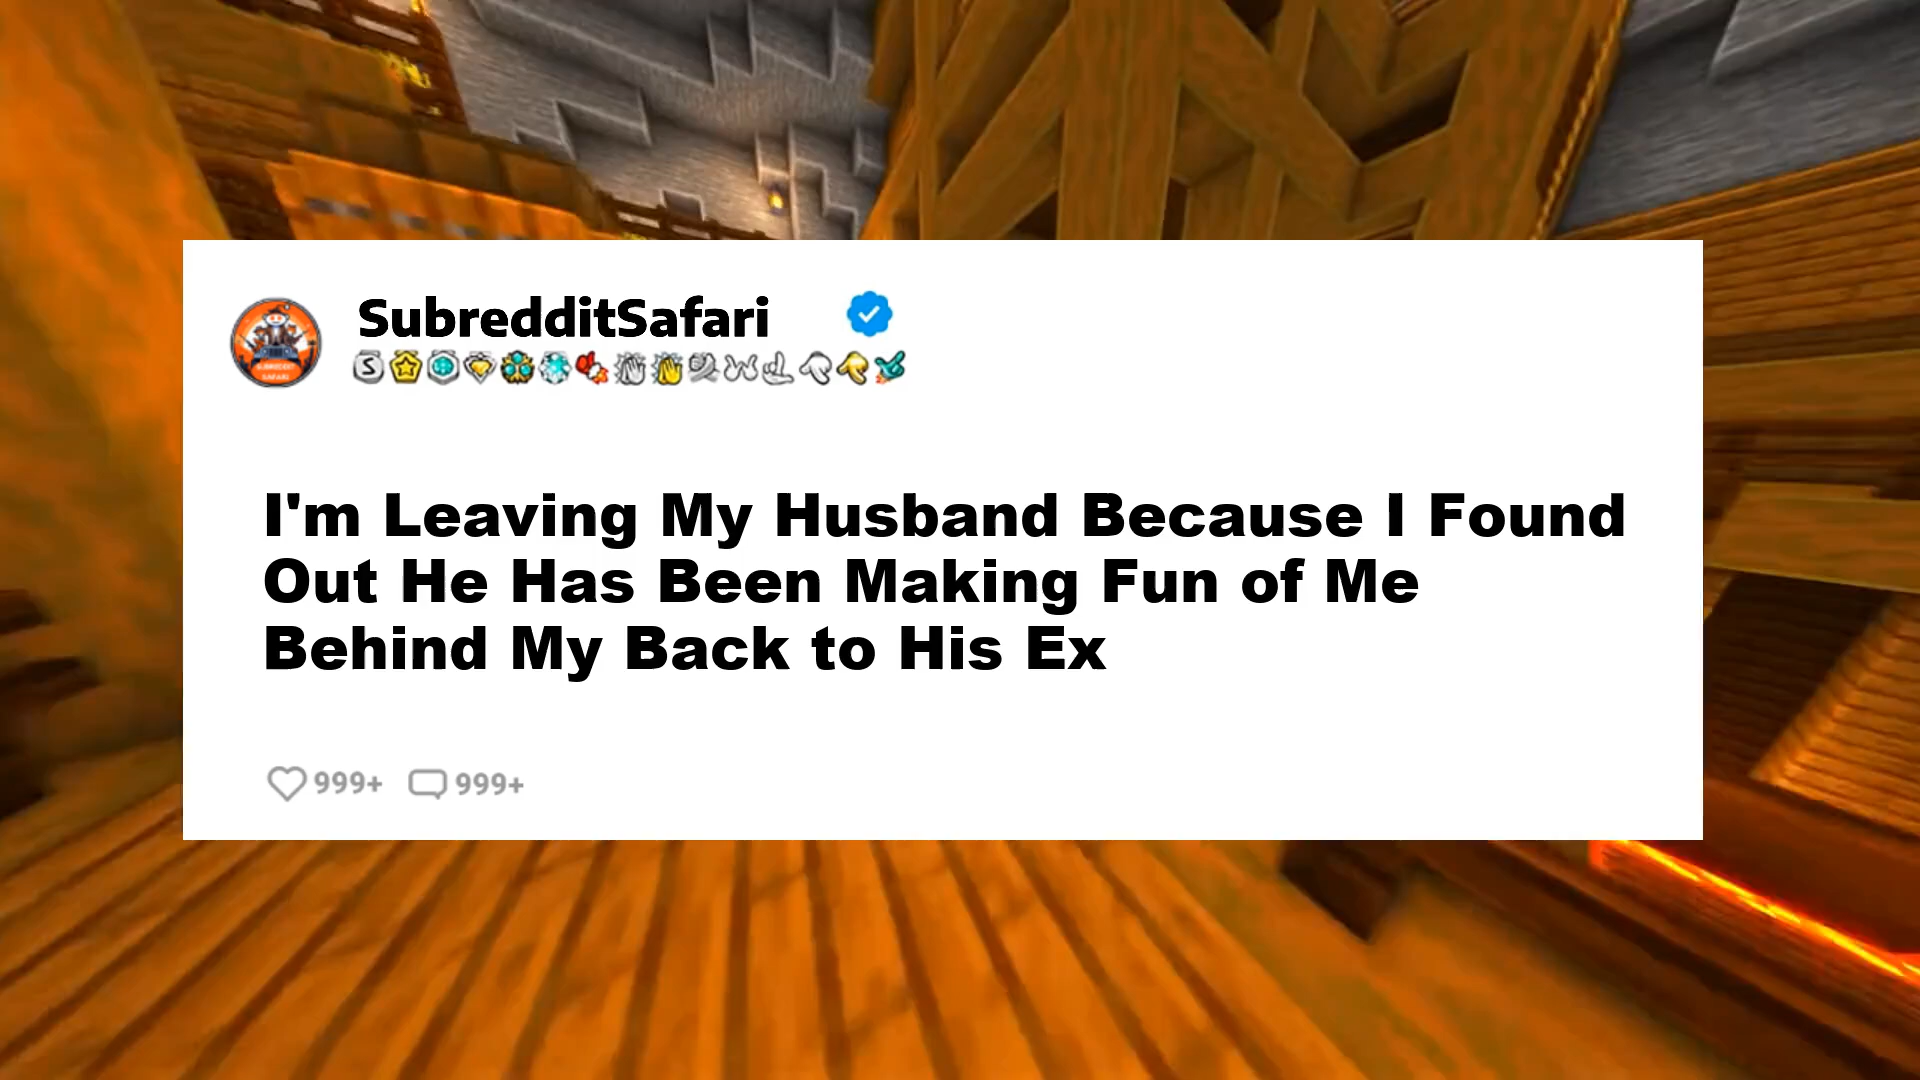 SubredditSafari
I'm Leaving My Husband Because I Found
Out He Has Been Making Fun of Me
Behind My Back to His Ex
999+ 999+